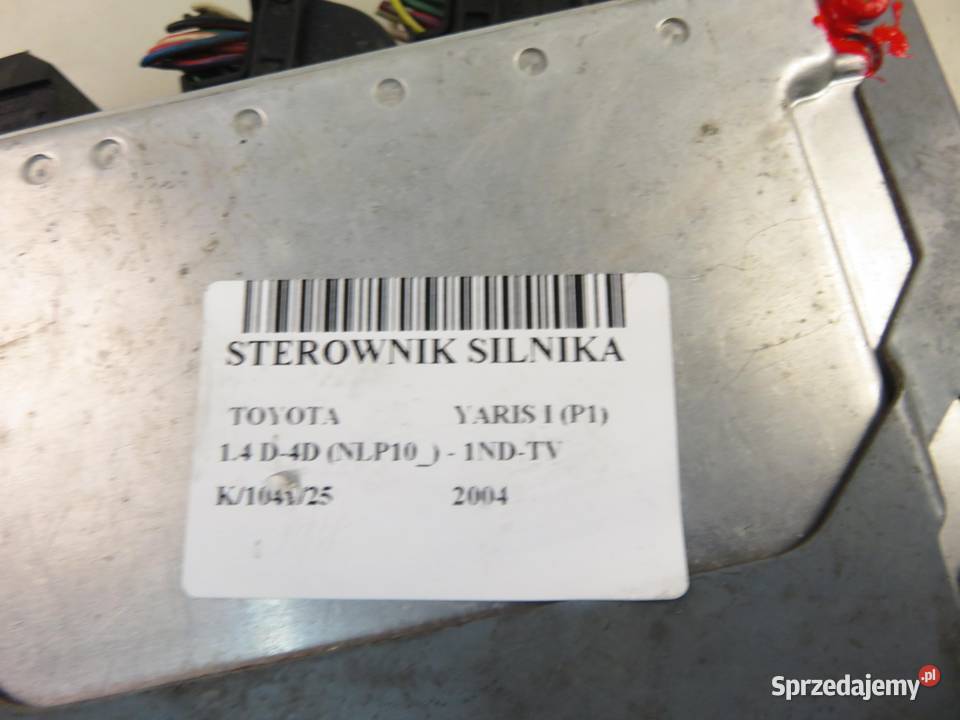 STEROWNIK SILNIKA
TOYOTA YARIS I (P1)
1.4 D-4D (NLP10_) - 1ND-TV
2004
Sprzedajemy.pl